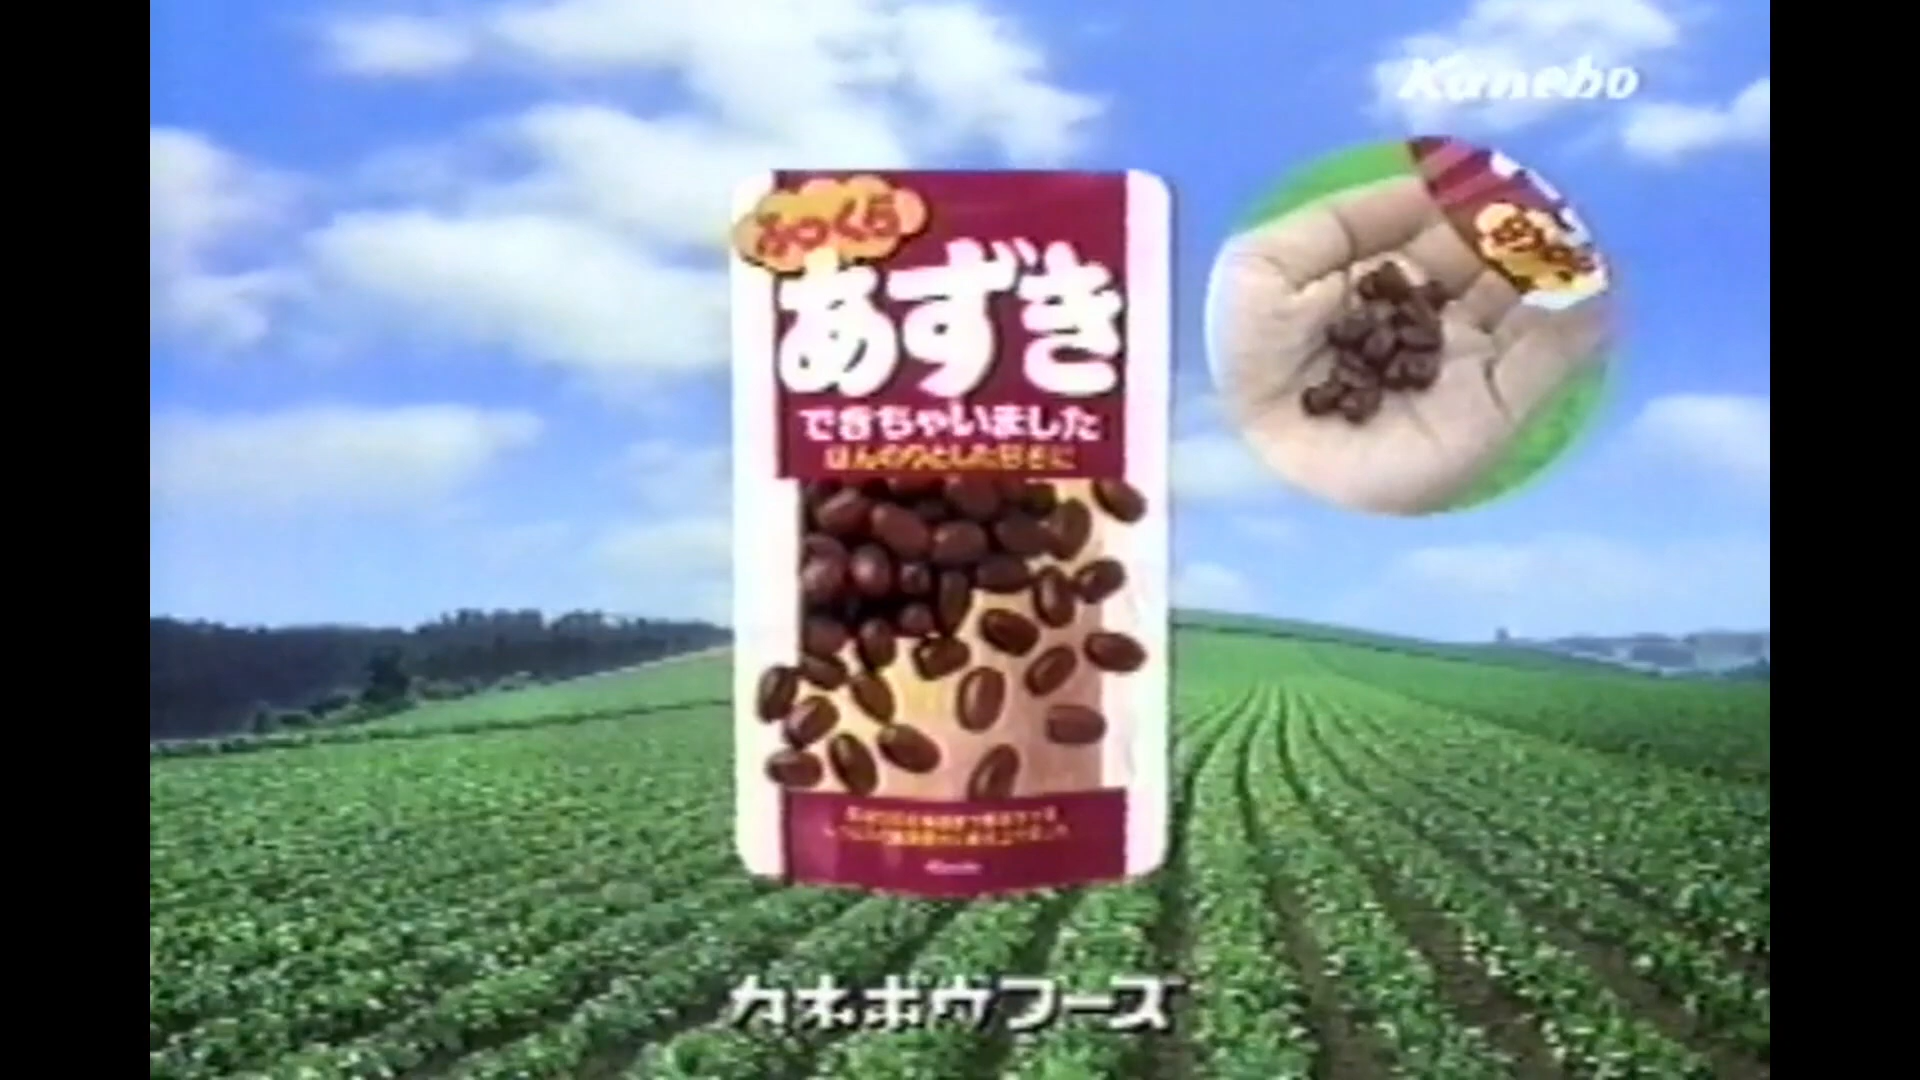 Kanebo
ふっくら
あずき
できちゃいました
ほんのりとした甘さに
カネボウフーズ